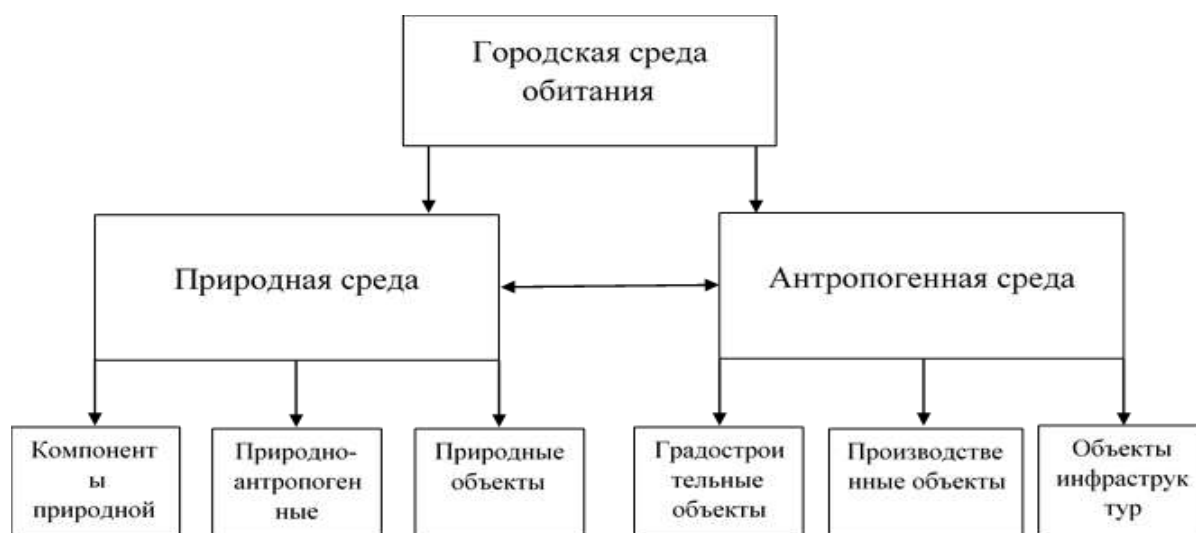 Городская среда
обитания
Природная среда
Антропогенная среда
Компонент
ы
природной
Природно-
антропоген
ные
Природные
объекты
Градострои
тельные
объекты
Производстве
нные объекты
Объекты
инфраструк
тур